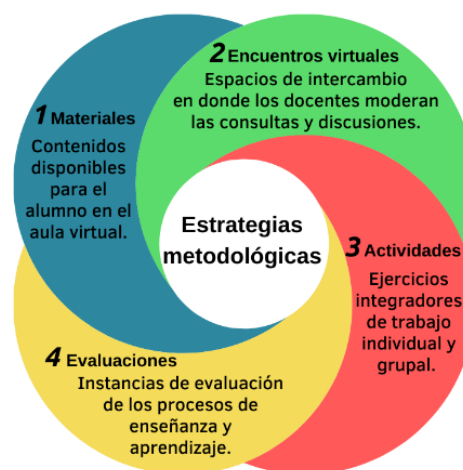 1 Materiales
Contenidos
disponibles
para el
alumno en el
aula virtual.
2 Encuentros virtuales
Espacios de intercambio
en donde los docentes moderan
las consultas y discusiones.
Estrategias
metodológicas
3 Actividades
Ejercicios
integradores
de trabajo
individual y
grupal.
4 Evaluaciones
Instancias de evaluación
de los procesos de
enseñanza y
aprendizaje.